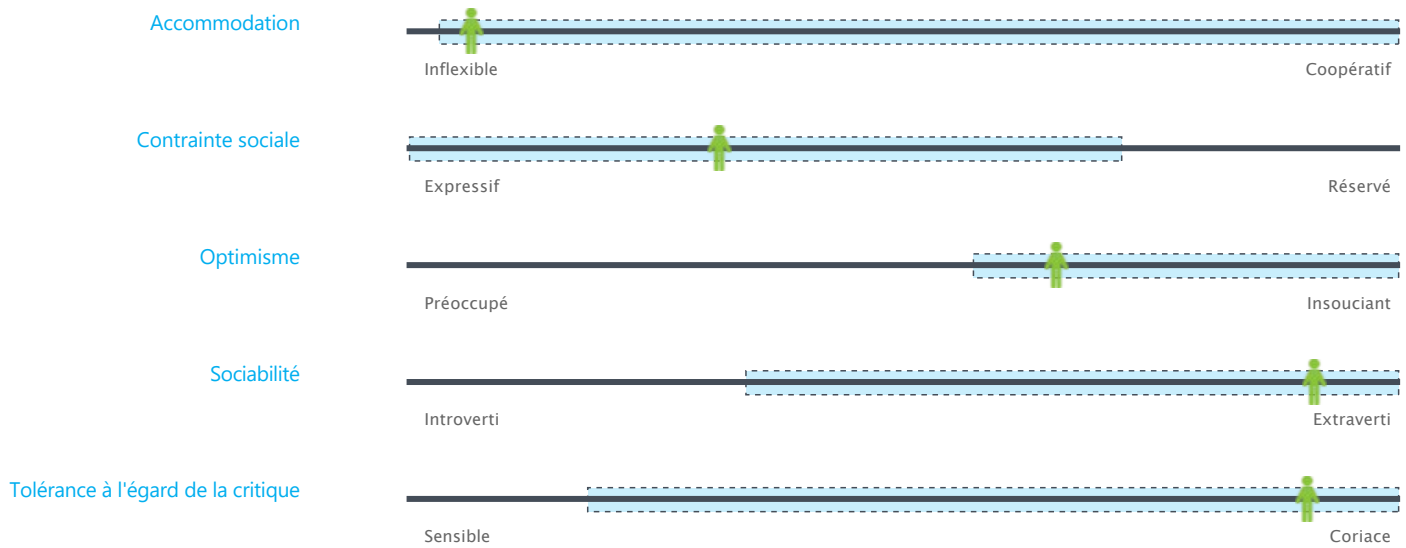 Accommodation
Inflexible Coopératif
Contrainte sociale
Expressif Réservé
Optimisme
Préoccupé Insouciant
Sociabilité
Introverti Extraverti
Tolérance à l'égard de la critique
Sensible Coriace